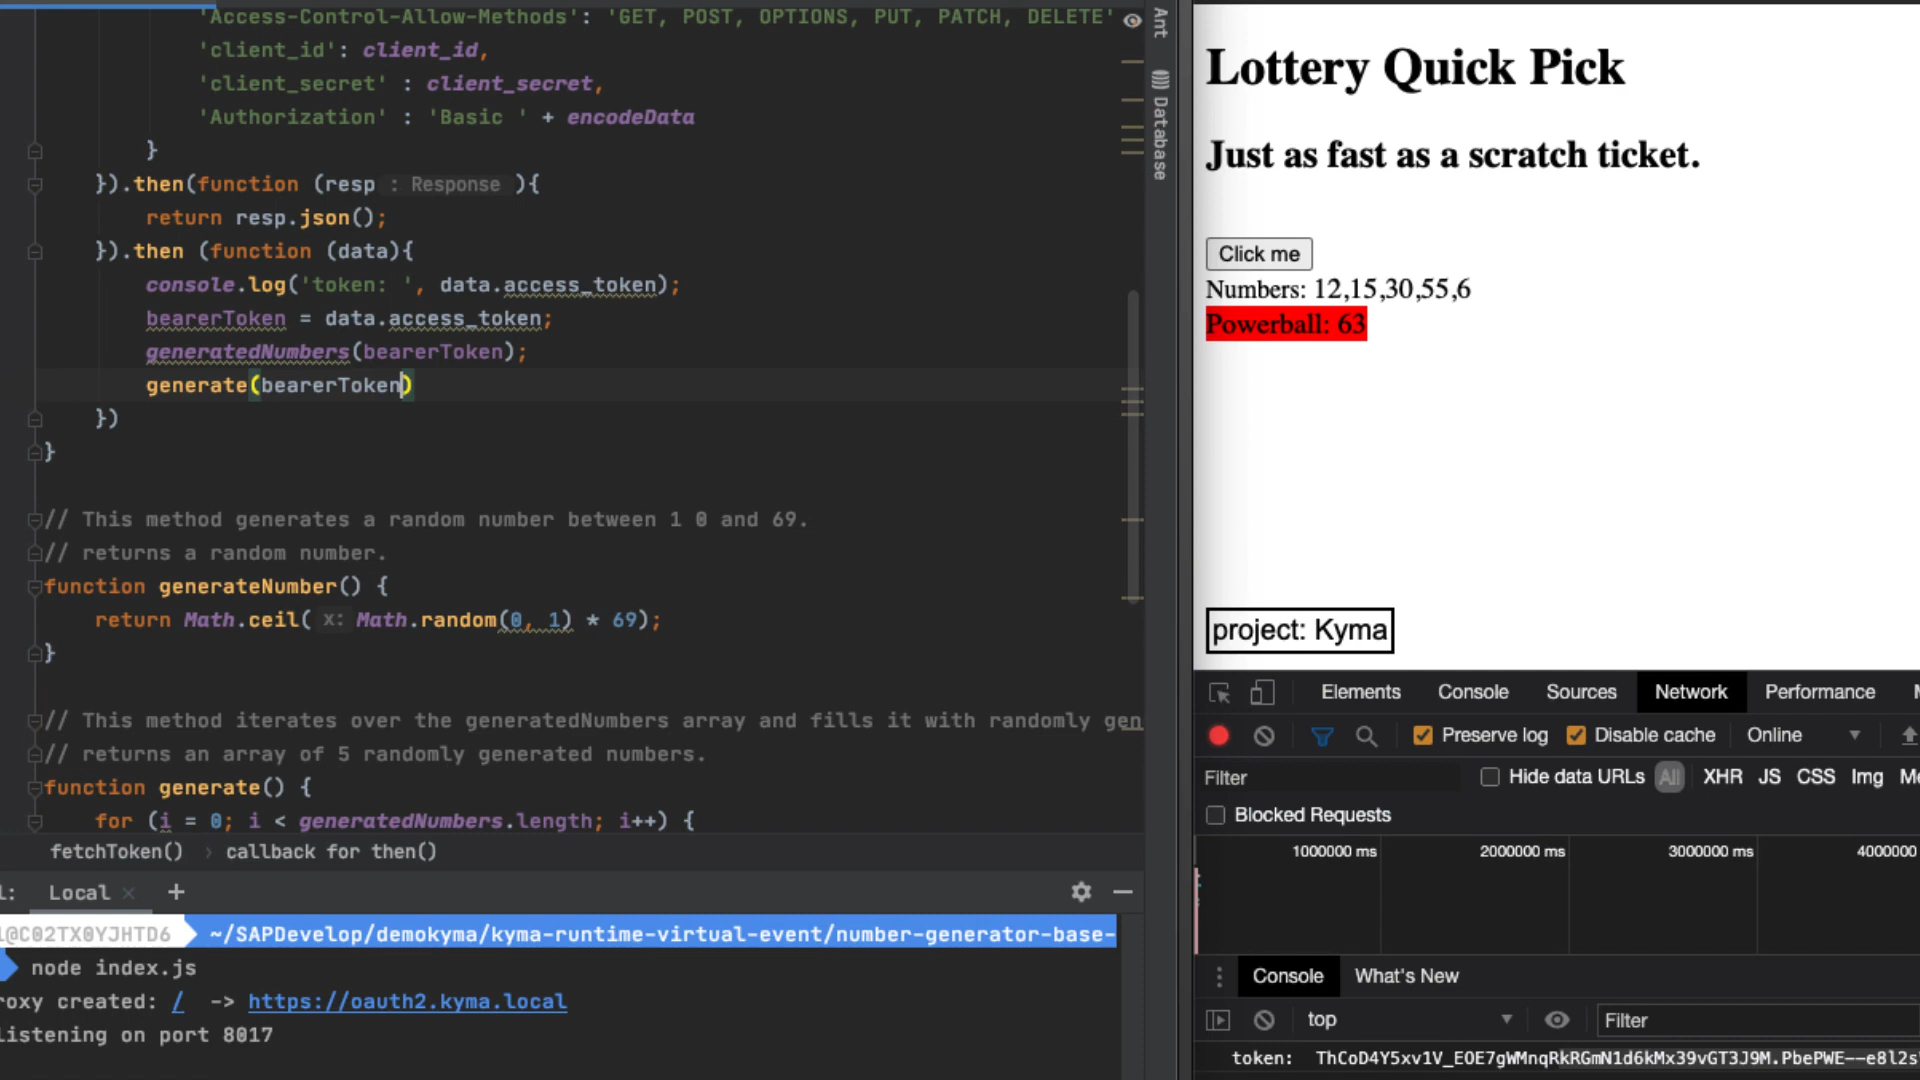 'Access-Control-Allow-Methods': 'GET, POST, OPTIONS, PUT, PATCH, DELETE'
'client_id': client_id,
'client_secret' : client_secret,
'Authorization' : 'Basic ' + encodeData
}
}).then(function (resp : Response ){
return resp.json();
}).then (function (data){
console.log('token: ', data.access_token);
bearerToken = data.access_token;
generatedNumbers(bearerToken);
generate(bearerToken)
})
}
// This method generates a random number between 1 0 and 69.
// returns a random number.
function generateNumber() {
return Math.ceil( x: Math.random(0, 1) * 69);
}
// This method iterates over the generatedNumbers array and fills it with randomly gen
// returns an array of 5 randomly generated numbers.
function generate() {
for (i = 0; i < generatedNumbers.length; i++) {
fetchToken() › callback for then()
l: Local × +
l@C02TX0YJHTD6 ~/SAPDevelop/demokyma/kyma-runtime-virtual-event/number-generator-base-
node index.js
roxy created: / -> https://oauth2.kyma.local
listening on port 8017
Ant
Database
Lottery Quick Pick
Just as fast as a scratch ticket.
Click me
Numbers: 12,15,30,55,6
Powerball: 63
project: Kyma
Elements Console Sources Network Performance M
Preserve log Disable cache Online
Filter Hide data URLs All XHR JS CSS Img Me
Blocked Requests
1000000 ms 2000000 ms 3000000 ms 4000000
Console What's New
top Filter
token: ThCoD4Y5xv1V_EOE7gWMnqRkRGmN1d6kMx39vGT3J9M.PbePWE--e8l2s